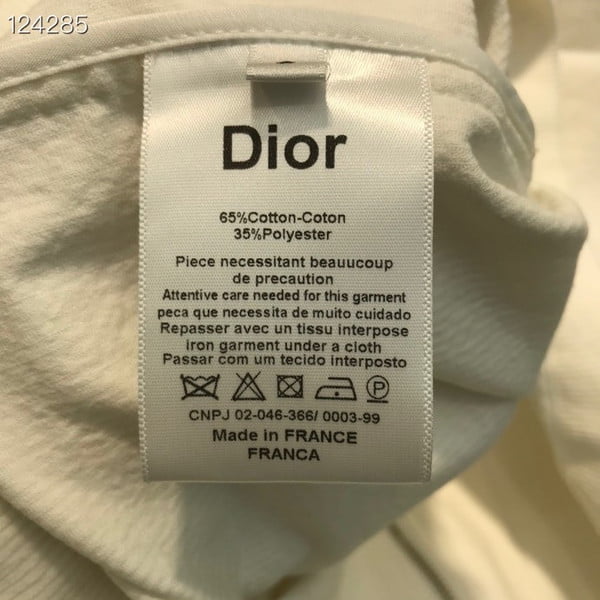 124285
Dior
65%Cotton-Coton
35%Polyester
Piece necessitant beauucoup
de precaution
Attentive care needed for this garment
peca que necessita de muito cuidado
Repasser avec un tissu interpose
iron garment under a cloth
Passar com um tecido interposto
P
CNPJ 02-046-366/ 0003-99
Made in FRANCE
FRANCA